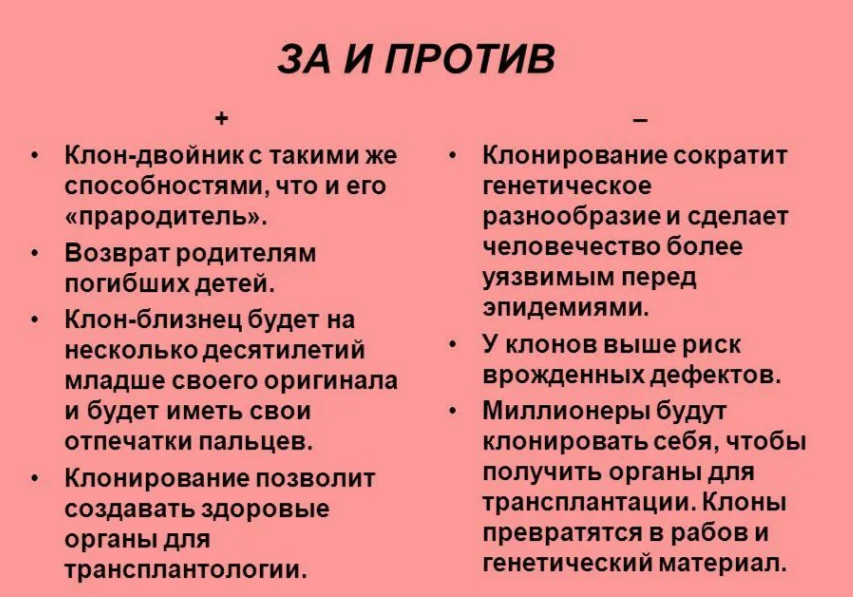 ЗА И ПРОТИВ
+
• Клон-двойник с такими же
способностями, что и его
«прародитель».
• Возврат родителям
погибших детей.
• Клон-близнец будет на
несколько десятилетий
младше своего оригинала
и будет иметь свои
отпечатки пальцев.
• Клонирование позволит
создавать здоровые
органы для
трансплантологии.
–
• Клонирование сократит
генетическое
разнообразие и сделает
человечество более
уязвимым перед
эпидемиями.
• У клонов выше риск
врожденных дефектов.
• Миллионеры будут
клонировать себя, чтобы
получить органы для
трансплантации. Клоны
превратятся в рабов и
генетический материал.